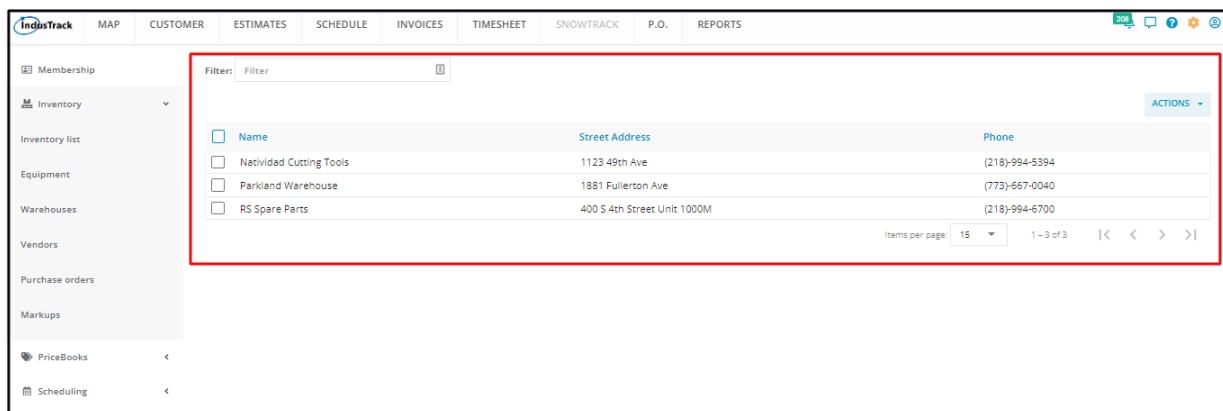 IndusTrack MAP CUSTOMER ESTIMATES SCHEDULE INVOICES TIMESHEET SNOWTRACK P.O. REPORTS 208
Membership
Inventory
Inventory list
Equipment
Warehouses
Vendors
Purchase orders
Markups
PriceBooks
Scheduling
Filter: Filter
ACTIONS
Name Street Address Phone
Natividad Cutting Tools 1123 49th Ave (218)-994-5394
Parkland Warehouse 1881 Fullerton Ave (773)-667-0040
RS Spare Parts 400 S 4th Street Unit 1000M (218)-994-6700
Items per page: 15 1 – 3 of 3